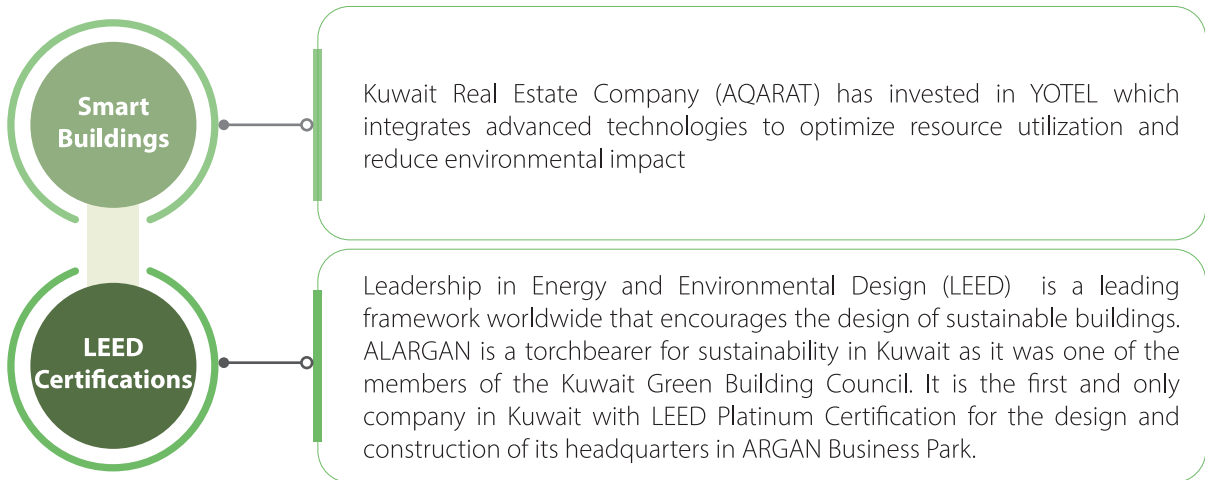 Smart
Buildings
Kuwait Real Estate Company (AQARAT) has invested in YOTEL which
integrates advanced technologies to optimize resource utilization and
reduce environmental impact
LEED
Certifications
Leadership in Energy and Environmental Design (LEED) is a leading
framework worldwide that encourages the design of sustainable buildings.
ALARGAN is a torchbearer for sustainability in Kuwait as it was one of the
members of the Kuwait Green Building Council. It is the first and only
company in Kuwait with LEED Platinum Certification for the design and
construction of its headquarters in ARGAN Business Park.